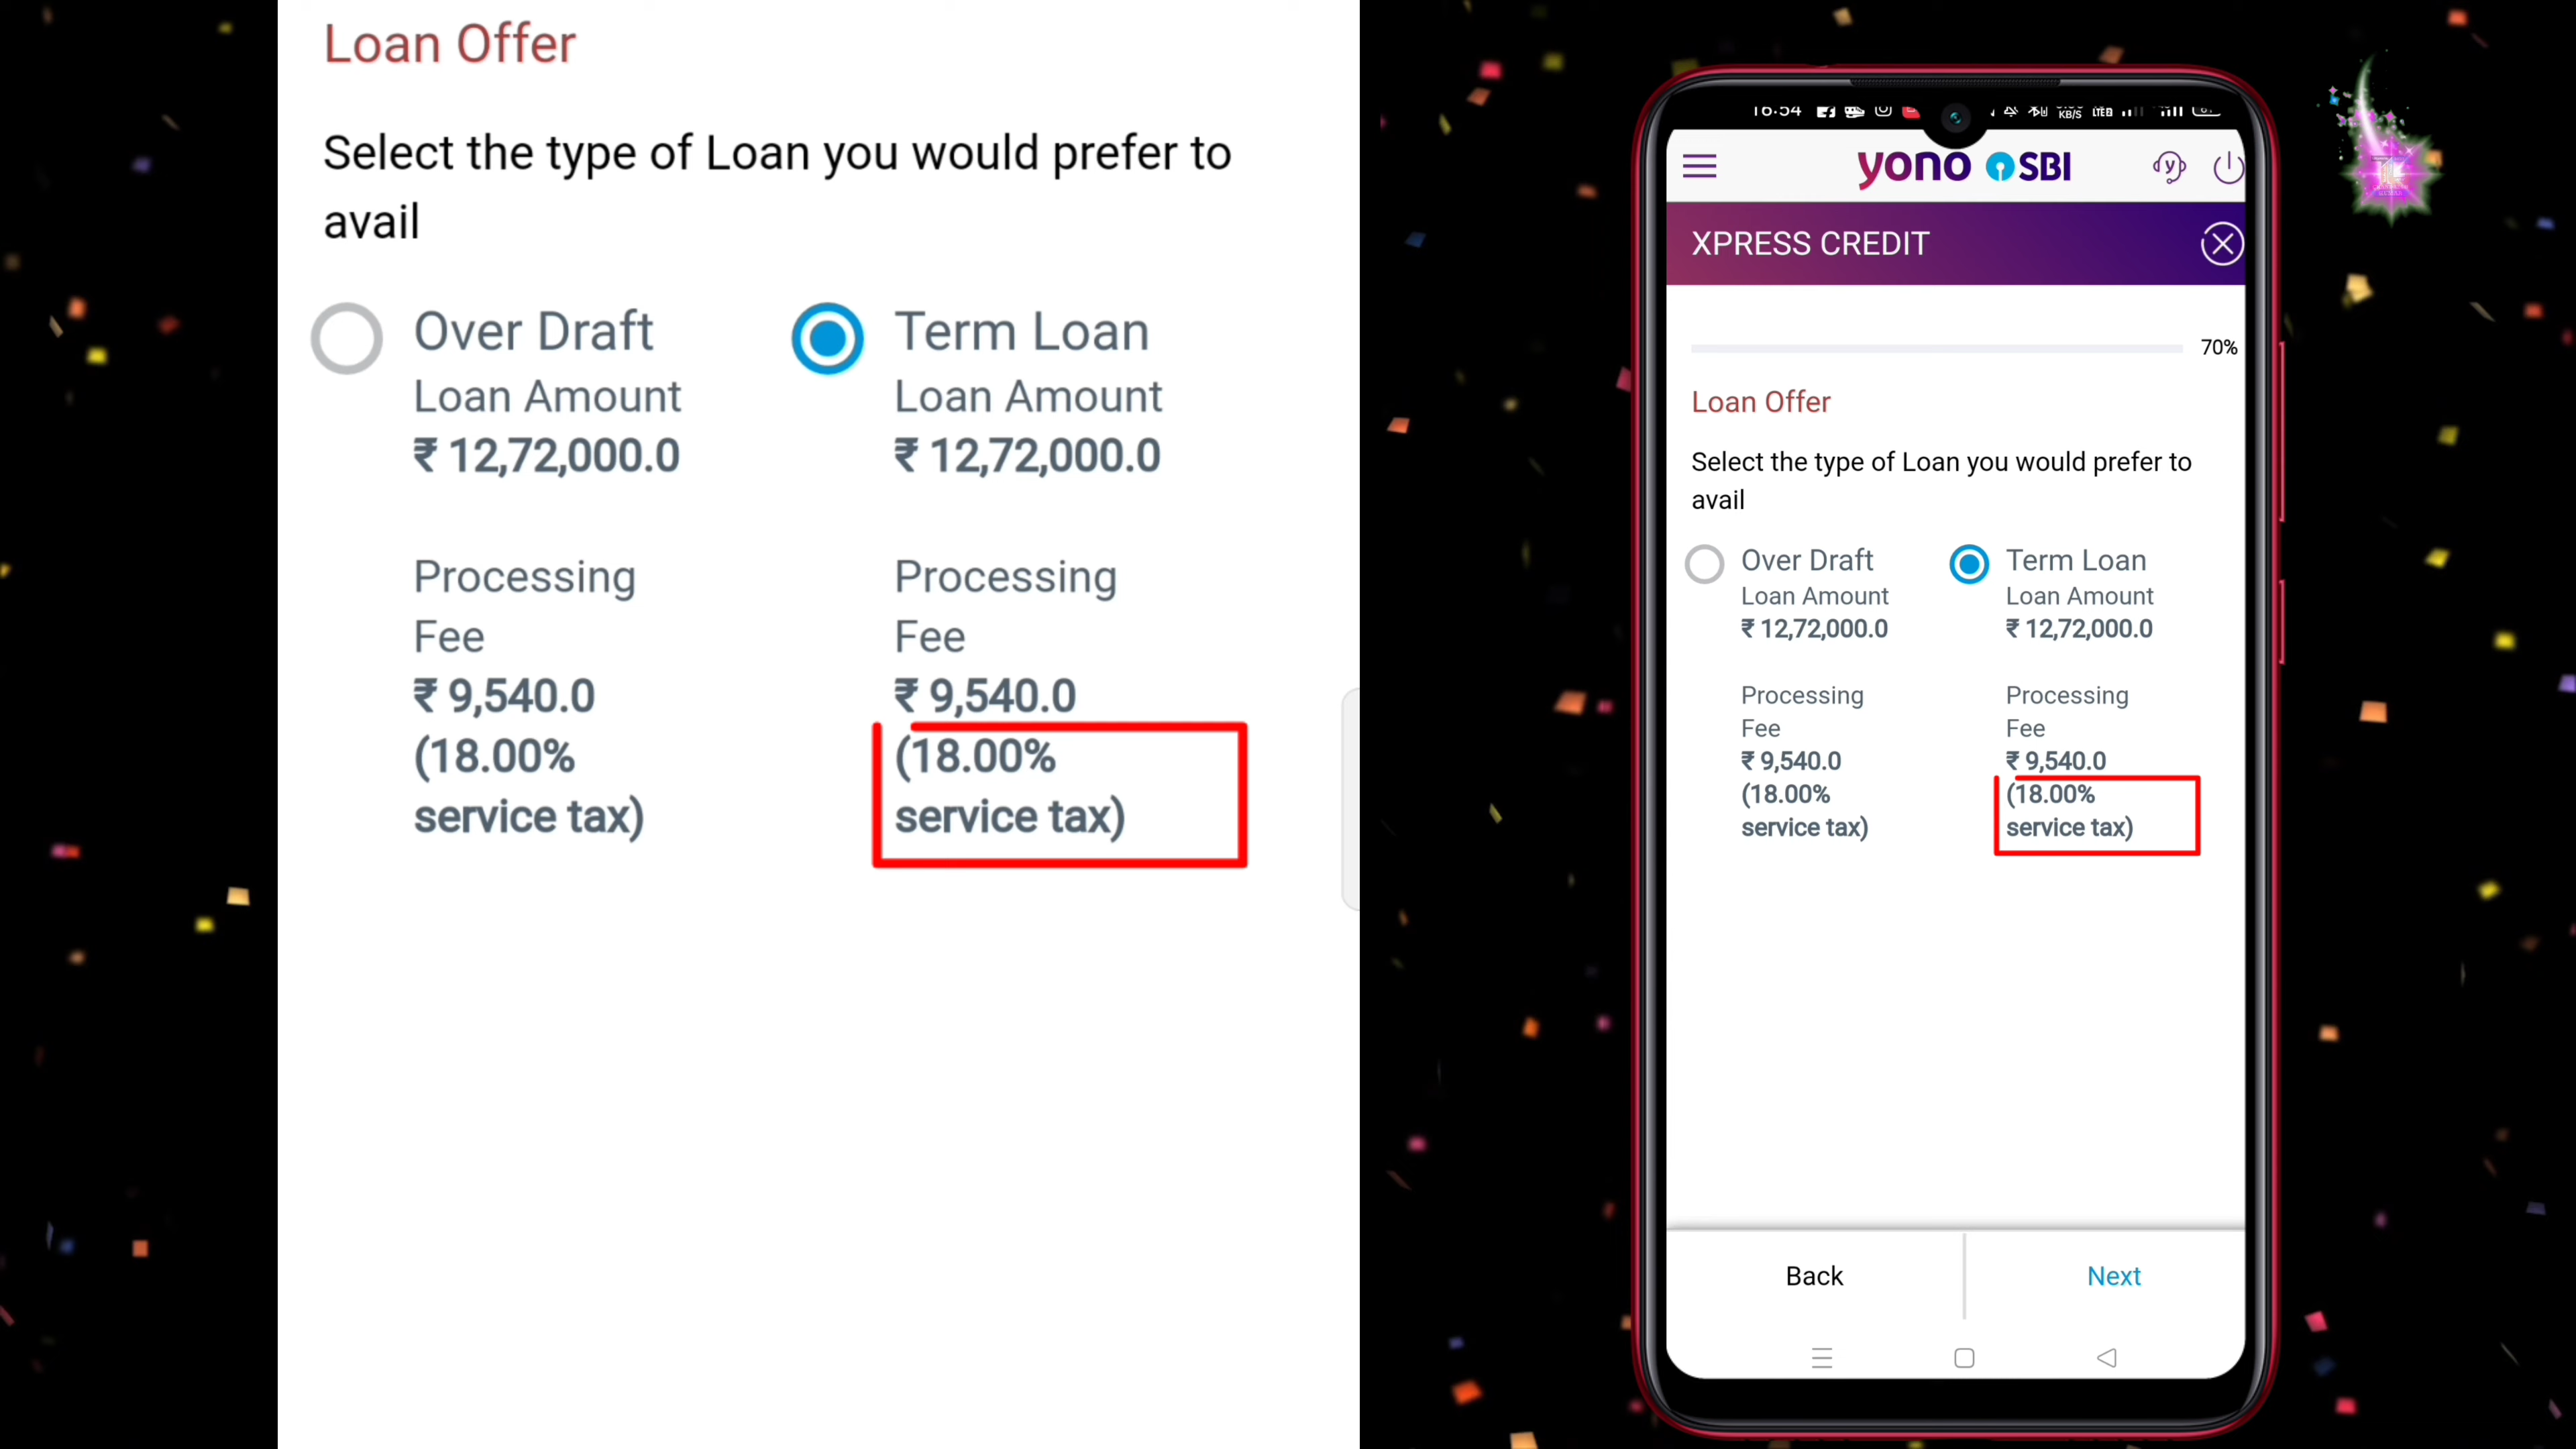 Loan Offer
Select the type of Loan you would prefer to
avail
Over Draft
Loan Amount
₹ 12,72,000.0
Processing
Fee
₹ 9,540.0
(18.00%
service tax)
Term Loan
Loan Amount
₹ 12,72,000.0
Processing
Fee
₹ 9,540.0
(18.00%
service tax)
16:54
KB/S
yono SBI
XPRESS CREDIT
70%
Loan Offer
Select the type of Loan you would prefer to
avail
Over Draft
Loan Amount
₹ 12,72,000.0
Processing
Fee
₹ 9,540.0
(18.00%
service tax)
Term Loan
Loan Amount
₹ 12,72,000.0
Processing
Fee
₹ 9,540.0
(18.00%
service tax)
Back
Next